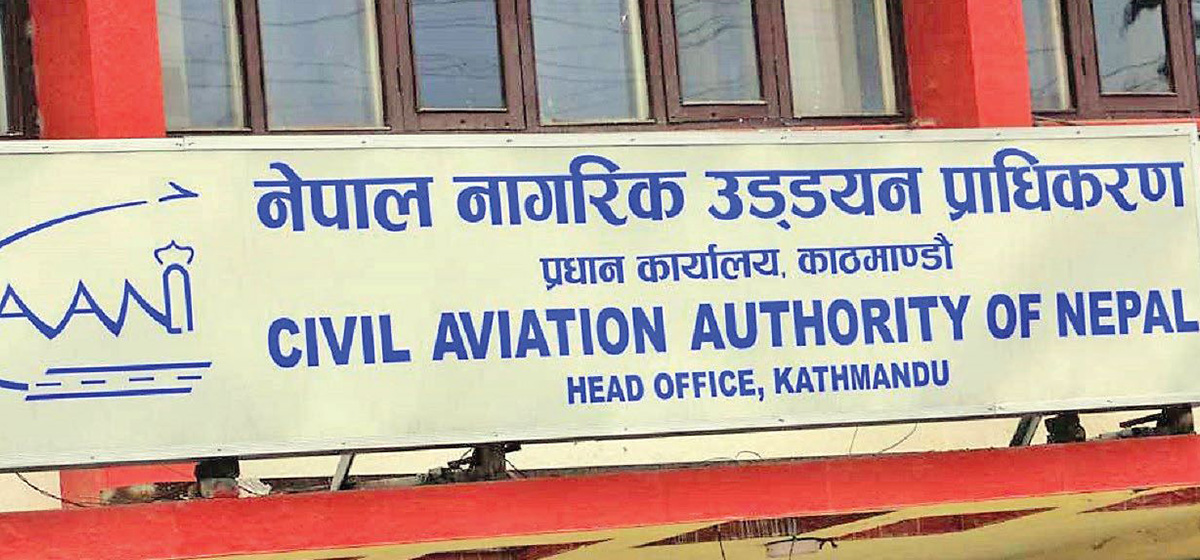 नेपाल नागरिक उड्डयन प्राधिकरण
प्रधान कार्यालय, काठमाण्डौ
CIVIL AVIATION AUTHORITY OF NEPAL
HEAD OFFICE, KATHMANDU